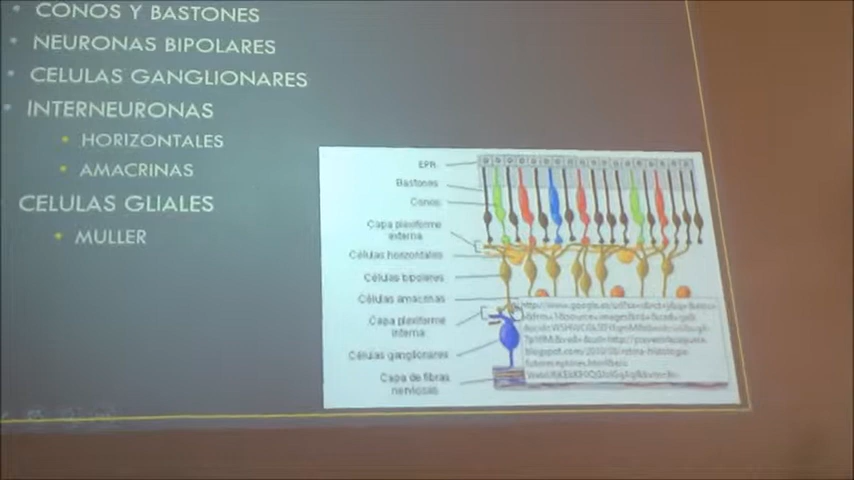 CONOS Y BASTONES
NEURONAS BIPOLARES
CELULAS GANGLIONARES
INTERNEURONAS
HORIZONTALES
AMACRINAS
CELULAS GLIALES
MULLER
EPR
Bastones
Conos
Capa plexiforme
externa
Células horizontales
Células bipolares
Células amacrinas
Capa plexiforme
interna
Células ganglionares
Capa de fibras
nerviosas